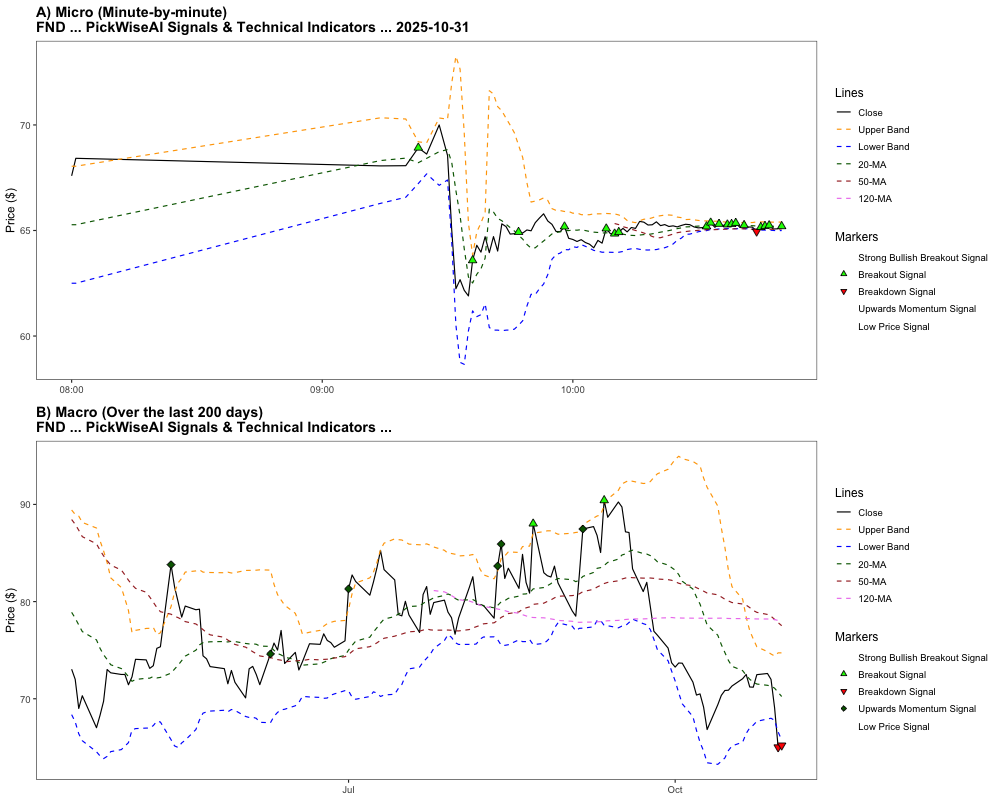 A) Micro (Minute-by-minute)
FND ... PickWiseAI Signals & Technical Indicators ... 2025-10-31
Price ($)
70
65
60
08:00
09:00
10:00
Lines
Close
Upper Band
Lower Band
20-MA
50-MA
120-MA
Markers
Strong Bullish Breakout Signal
Breakout Signal
Breakdown Signal
Upwards Momentum Signal
Low Price Signal
B) Macro (Over the last 200 days)
FND ... PickWiseAI Signals & Technical Indicators ...
Price ($)
90
80
70
Jul
Oct
Lines
Close
Upper Band
Lower Band
20-MA
50-MA
120-MA
Markers
Strong Bullish Breakout Signal
Breakout Signal
Breakdown Signal
Upwards Momentum Signal
Low Price Signal